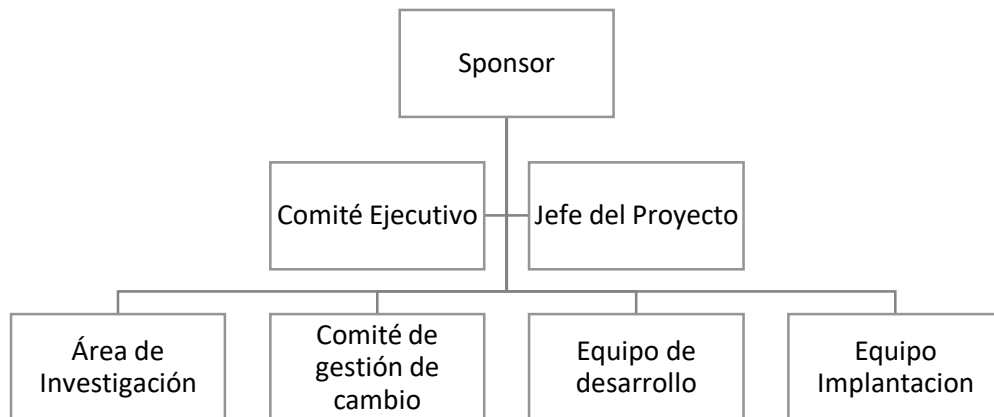 Sponsor
Comité Ejecutivo
Jefe del Proyecto
Área de
Investigación
Comité de
gestión de
cambio
Equipo de
desarrollo
Equipo
Implantacion